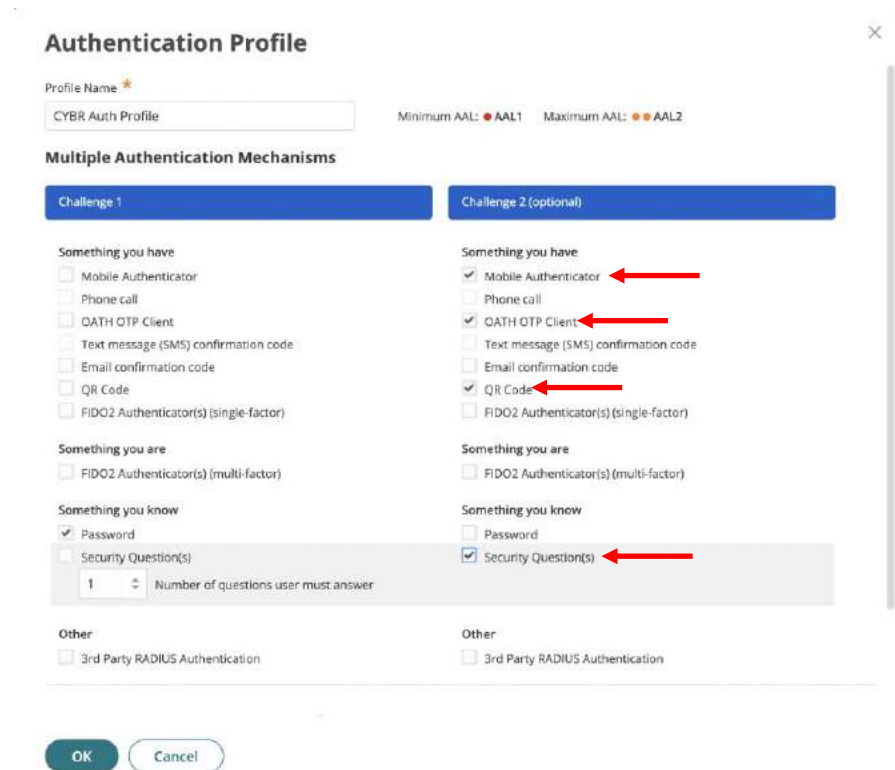 Authentication Profile
Profile Name *
CYBR Auth Profile
Minimum AAL: AAL1 Maximum AAL: AAL2
Multiple Authentication Mechanisms
Challenge 1
Something you have
Mobile Authenticator
Phone call
OATH OTP Client
Text message (SMS) confirmation code
Email confirmation code
QR Code
FIDO2 Authenticator(s) (single-factor)
Something you are
FIDO2 Authenticator(s) (multi-factor)
Something you know
Password
Security Question(s)
1 Number of questions user must answer
Other
3rd Party RADIUS Authentication
Challenge 2 (optional)
Something you have
Mobile Authenticator
Phone call
OATH OTP Client
Text message (SMS) confirmation code
Email confirmation code
QR Code
FIDO2 Authenticator(s) (single-factor)
Something you are
FIDO2 Authenticator(s) (multi-factor)
Something you know
Password
Security Question(s)
Other
3rd Party RADIUS Authentication
OK
Cancel